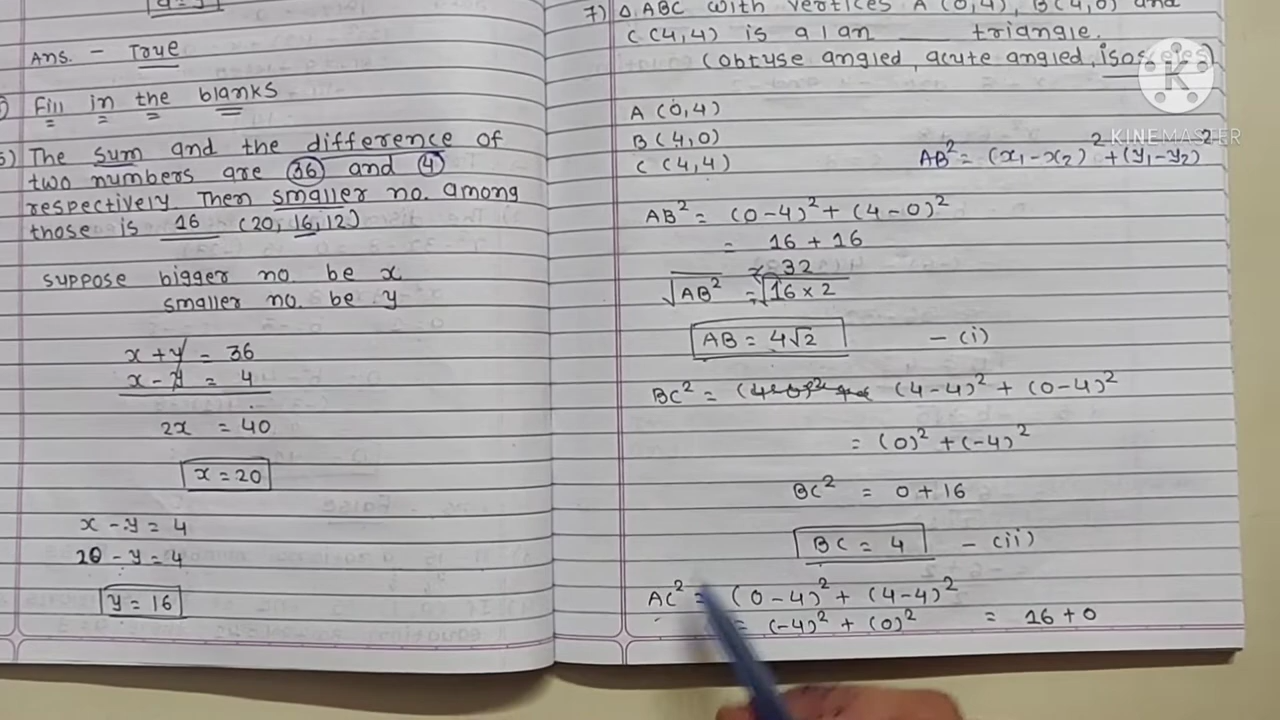 Ans. - True
Fill in the blanks
The sum and the difference of
two numbers are 36 and 4
respectively. Then smaller no. among
those is 16 (20, 16, 12)
suppose bigger no. be x
smaller no. be y
x + y = 36
x - y = 4
2x = 40
x = 20
x - y = 4
20 - y = 4
y = 16
7) Δ ABC with vertices A (0,4), B(4,0) and
C (4,4) is a/an ____ triangle.
(obtuse angled, acute angled, isosceles)
A (0,4)
B (4,0)
C (4,4)
AB² = (x₁-x₂)² + (y₁-y₂)²
AB² = (0-4)² + (4-0)²
= 16 + 16
= 32
√AB² = √16 × 2
AB = 4√2 - (i)
BC² = (4-4)² + (0-4)²
= (0)² + (-4)²
BC² = 0 + 16
BC = 4 - (ii)
AC² = (0-4)² + (4-4)²
= (-4)² + (0)² = 16 + 0
K
KINEMASTER